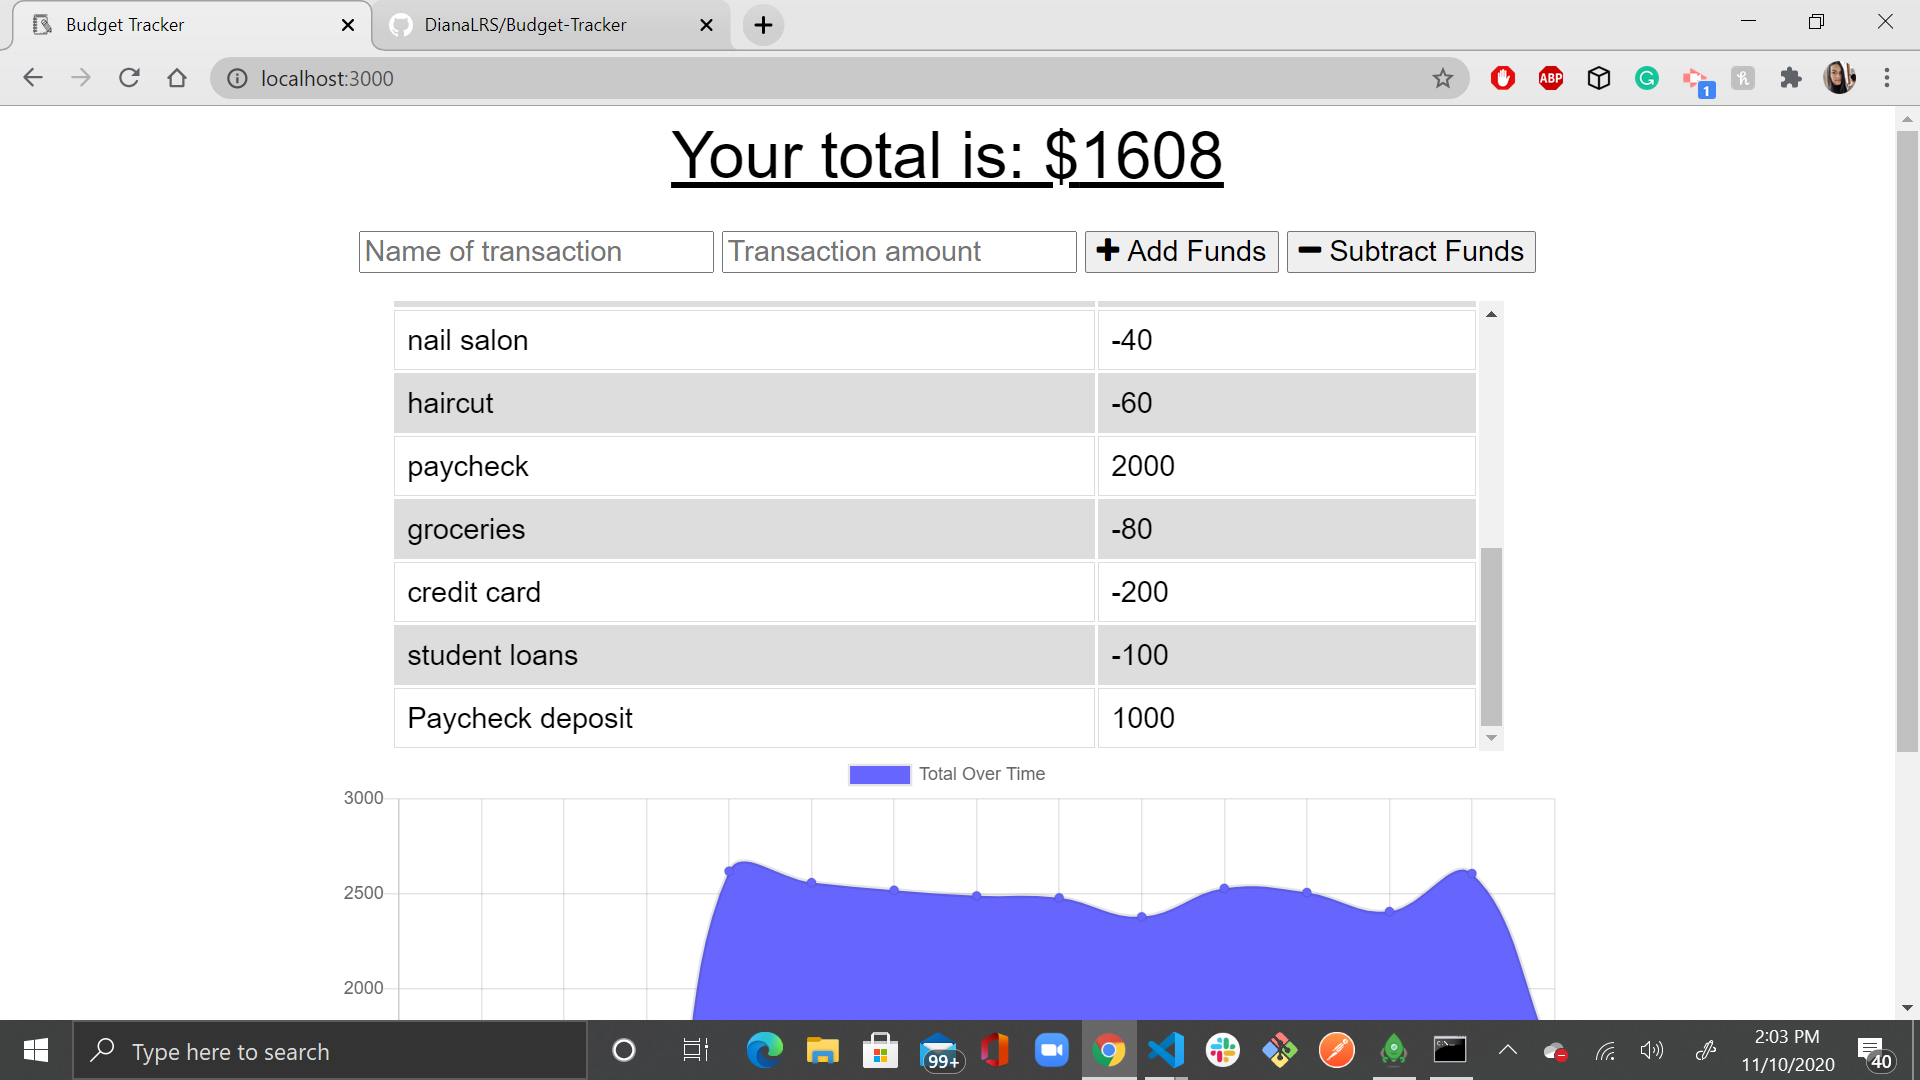 Budget Tracker
DianaLRS/Budget-Tracker
localhost:3000
ABP
1
Your total is: $1608
Name of transaction Transaction amount Add Funds Subtract Funds
nail salon -40
haircut -60
paycheck 2000
groceries -80
credit card -200
student loans -100
Paycheck deposit 1000
Total Over Time
3000
2500
2000
Type here to search
99+
2:03 PM
11/10/2020
40